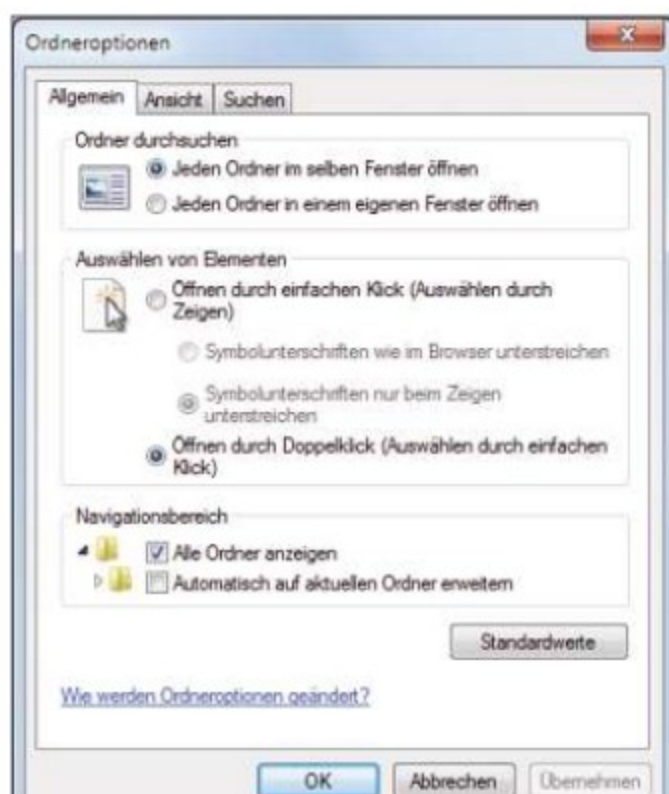 Ordneroptionen
Allgemein Ansicht Suchen
Ordner durchsuchen
Jeden Ordner im selben Fenster öffnen
Jeden Ordner in einem eigenen Fenster öffnen
Auswählen von Elementen
Öffnen durch einfachen Klick (Auswählen durch
Zeigen)
Symbolunterschriften wie im Browser unterstreichen
Symbolunterschriften nur beim Zeigen
unterstreichen
Öffnen durch Doppelklick (Auswählen durch einfachen
Klick)
Navigationsbereich
Alle Ordner anzeigen
Automatisch auf aktuellen Ordner erweitern
Standardwerte
Wie werden Ordneroptionen geändert?
OK Abbrechen Übernehmen